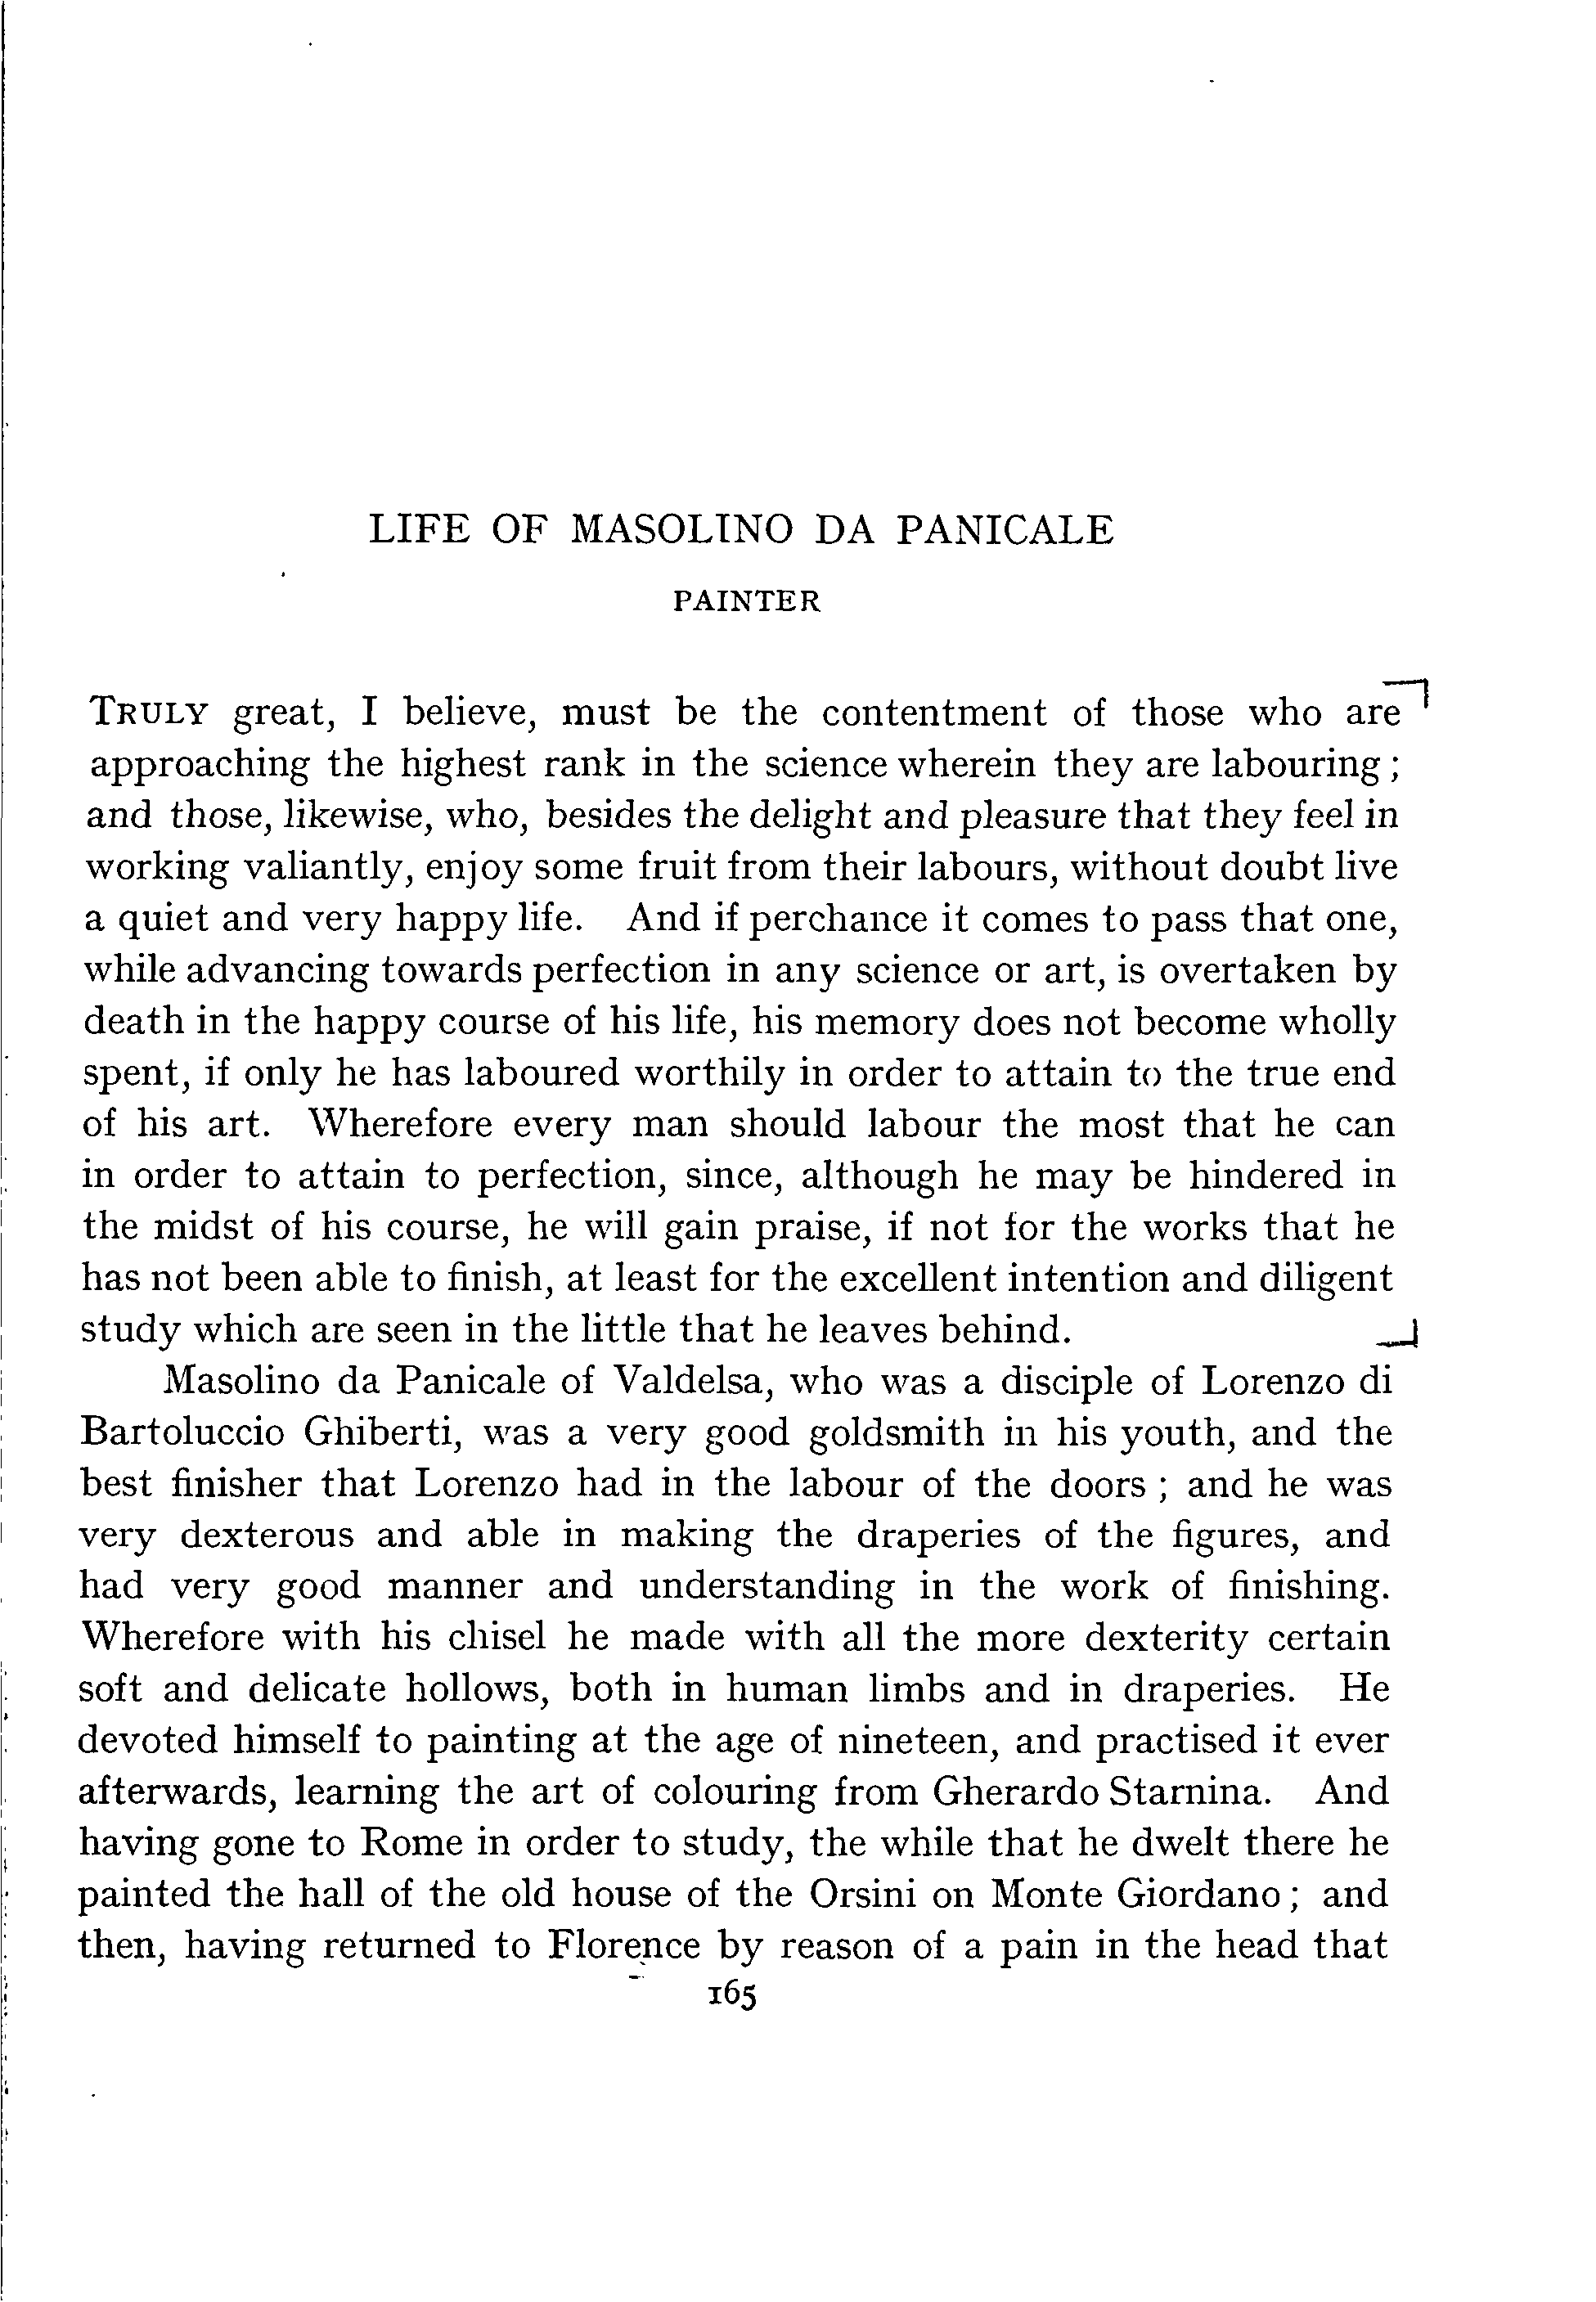 LIFE OF MASOLINO DA PANICALE
PAINTER
TRULY great, I believe, must be the contentment of those who are
approaching the highest rank in the science wherein they are labouring;
and those, likewise, who, besides the delight and pleasure that they feel in
working valiantly, enjoy some fruit from their labours, without doubt live
a quiet and very happy life. And if perchance it comes to pass that one,
while advancing towards perfection in any science or art, is overtaken by
death in the happy course of his life, his memory does not become wholly
spent, if only he has laboured worthily in order to attain to the true end
of his art. Wherefore every man should labour the most that he can
in order to attain to perfection, since, although he may be hindered in
the midst of his course, he will gain praise, if not for the works that he
has not been able to finish, at least for the excellent intention and diligent
study which are seen in the little that he leaves behind.
Masolino da Panicale of Valdelsa, who was a disciple of Lorenzo di
Bartoluccio Ghiberti, was a very good goldsmith in his youth, and the
best finisher that Lorenzo had in the labour of the doors; and he was
very dexterous and able in making the draperies of the figures, and
had very good manner and understanding in the work of finishing.
Wherefore with his chisel he made with all the more dexterity certain
soft and delicate hollows, both in human limbs and in draperies. He
devoted himself to painting at the age of nineteen, and practised it ever
afterwards, learning the art of colouring from Gherardo Starnina. And
having gone to Rome in order to study, the while that he dwelt there he
painted the hall of the old house of the Orsini on Monte Giordano; and
then, having returned to Florence by reason of a pain in the head that
165